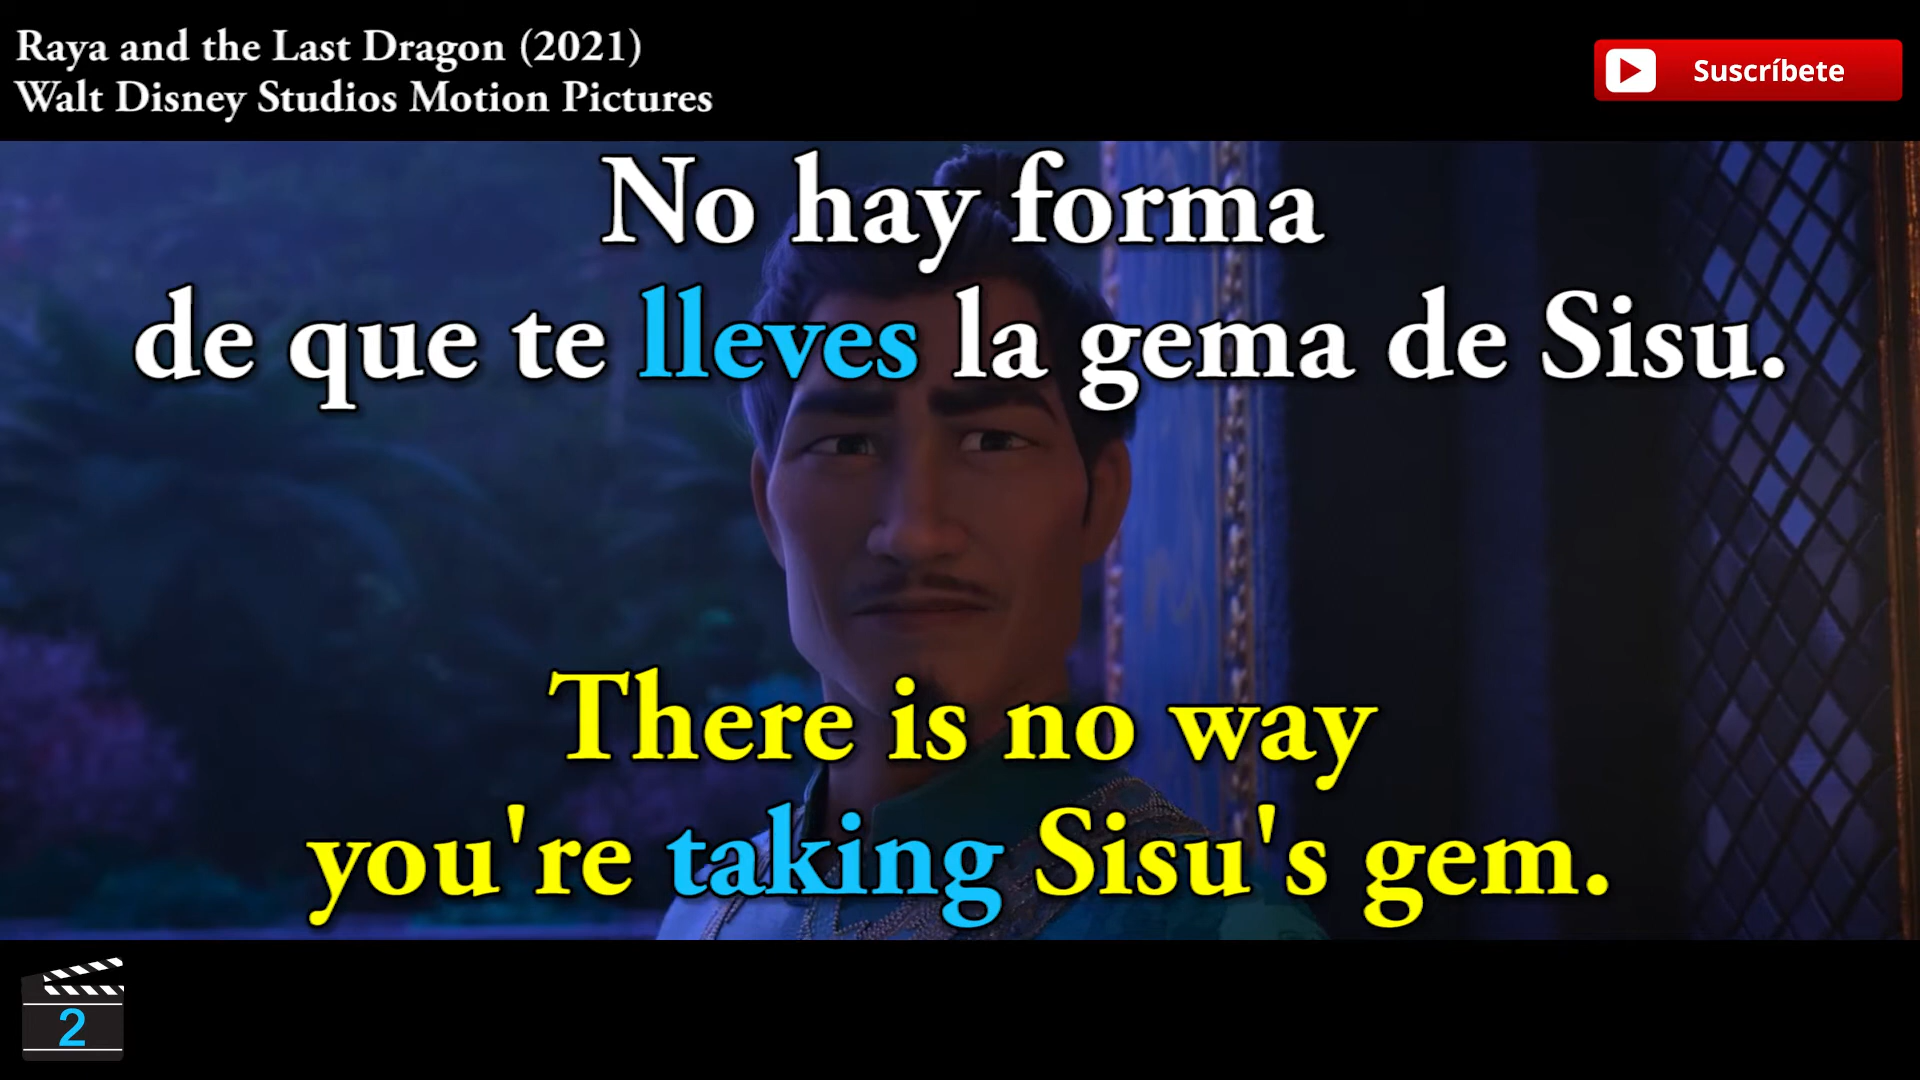 Raya and the Last Dragon (2021)
Walt Disney Studios Motion Pictures
Suscríbete
No hay forma
de que te lleves la gema de Sisu.
There is no way
you're taking Sisu's gem.
2